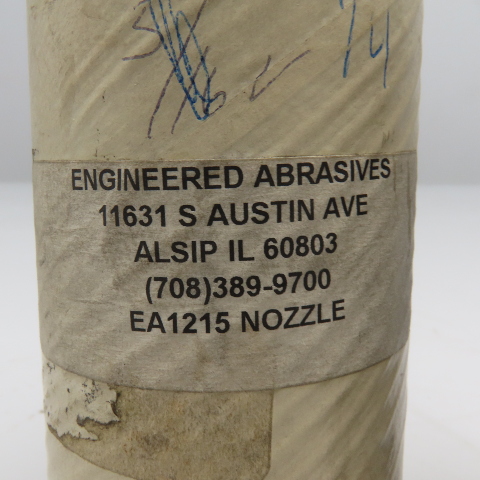 ENGINEERED ABRASIVES
11631 S AUSTIN AVE
ALSIP IL 60803
(708)389-9700
EA1215 NOZZLE